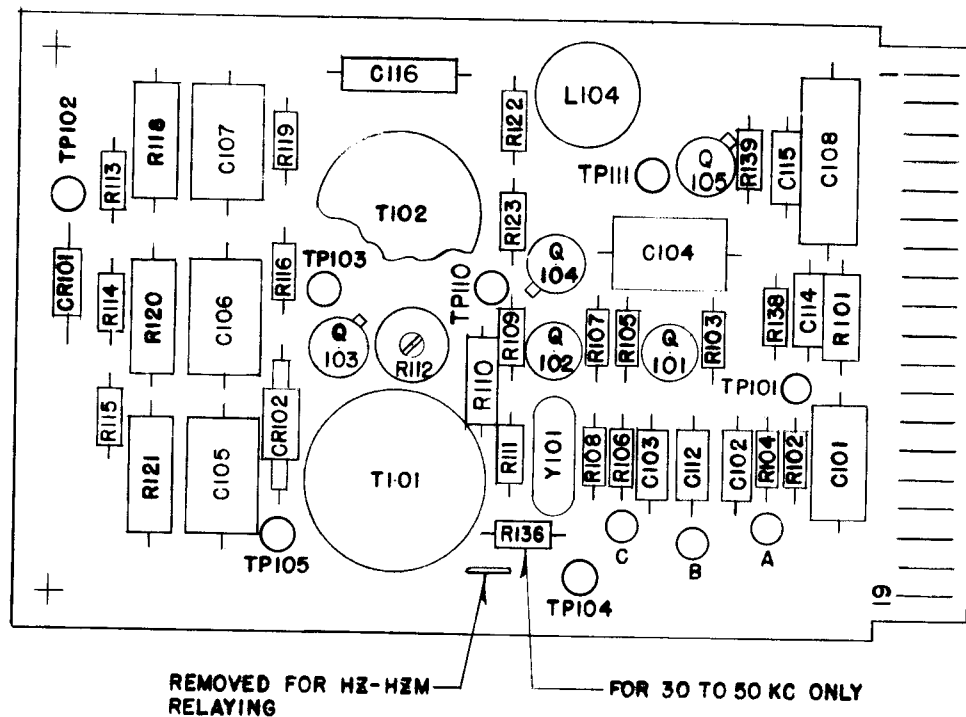 C116
L104
TP102
R118
C107
R119
R122
R113
TP111
Q
105
R139
C115
C108
T102
R123
CR101
R116
TP103
TP110
Q
104
C104
R114
R120
C106
R109
R107
R105
R103
R138
C114
R101
Q
103
R112
Q
102
Q
101
R110
TP101
R115
R121
C105
CR102
T101
R111
Y101
R108
R106
C103
C112
C102
R104
R102
C101
TP105
R136
C
B
A
TP104
1
19
REMOVED FOR HZ-HZM
RELAYING
FOR 30 TO 50 KC ONLY